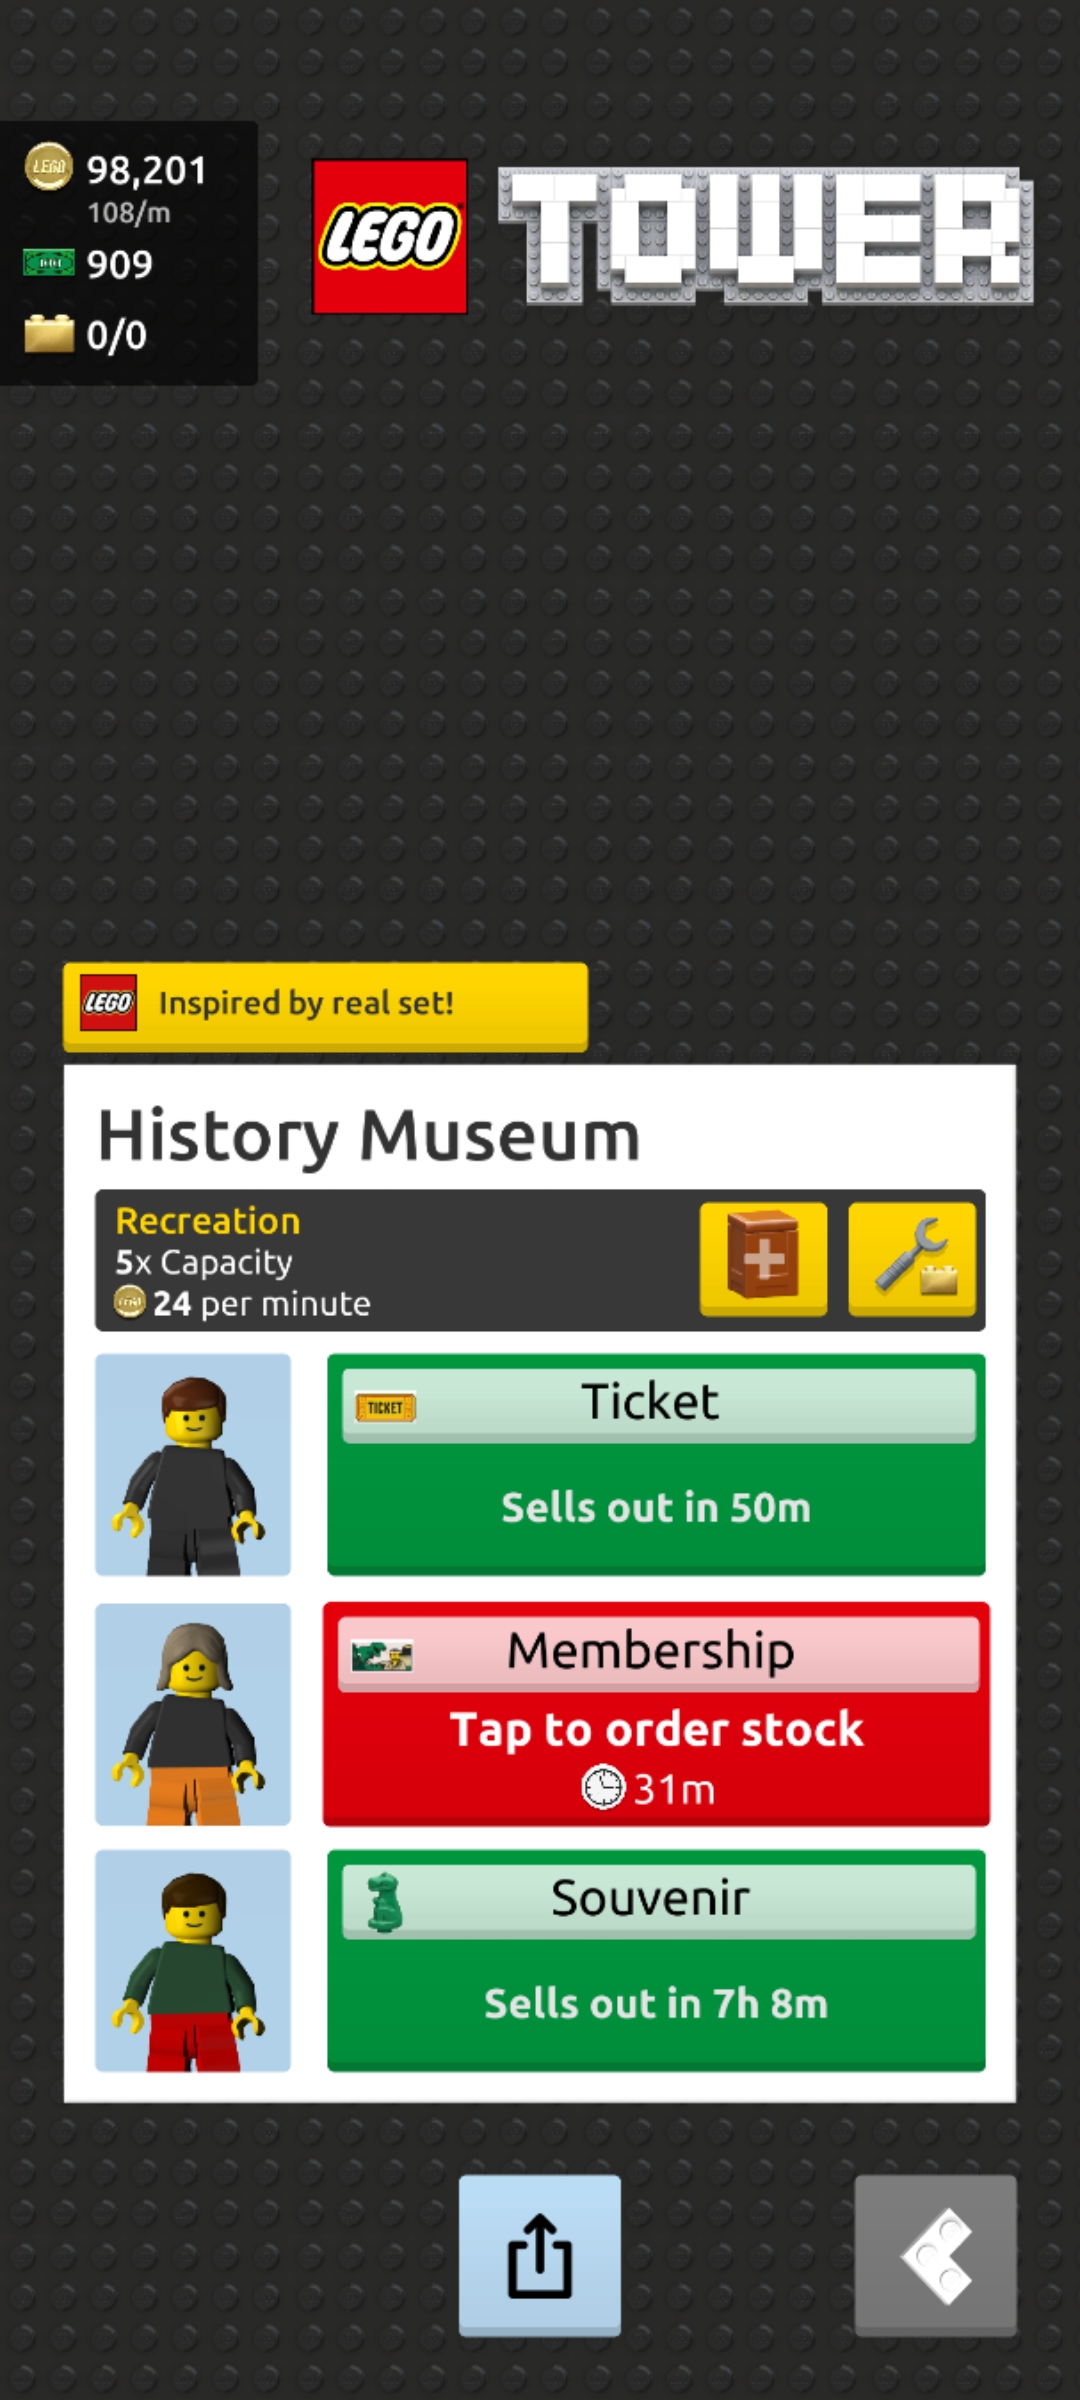 98,201
108/m
909
0/0
LEGO TOWER
LEGO Inspired by real set!
History Museum
Recreation
5x Capacity
24 per minute
TICKET Ticket
Sells out in 50m
Membership
Tap to order stock
31m
Souvenir
Sells out in 7h 8m